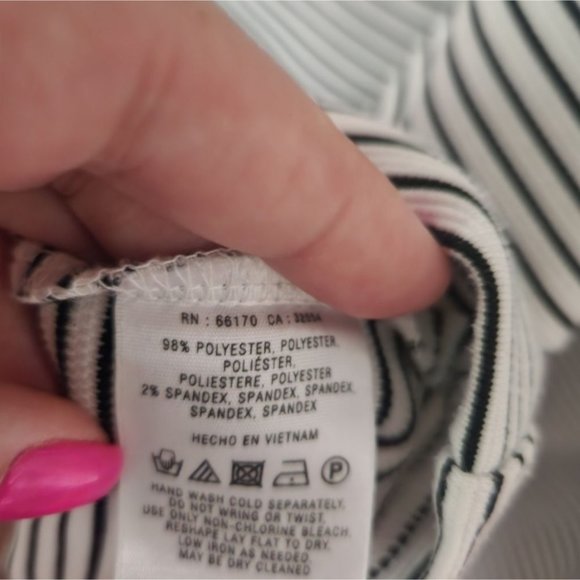 RN : 66170 CA : 32554
98% POLYESTER, POLYESTER
POLIÉSTER,
POLIESTERE, POLYESTER
2% SPANDEX, SPANDEX, SPANDEX
SPANDEX, SPANDEX
HECHO EN VIETNAM
P
HAND WASH COLD SEPARATELY,
DO NOT WRING OR TWIST.
USE ONLY NON-CHLORINE BLEACH.
RESHAPE LAY FLAT TO DRY.
LOW IRON AS NEEDED.
MAY BE DRY CLEANED